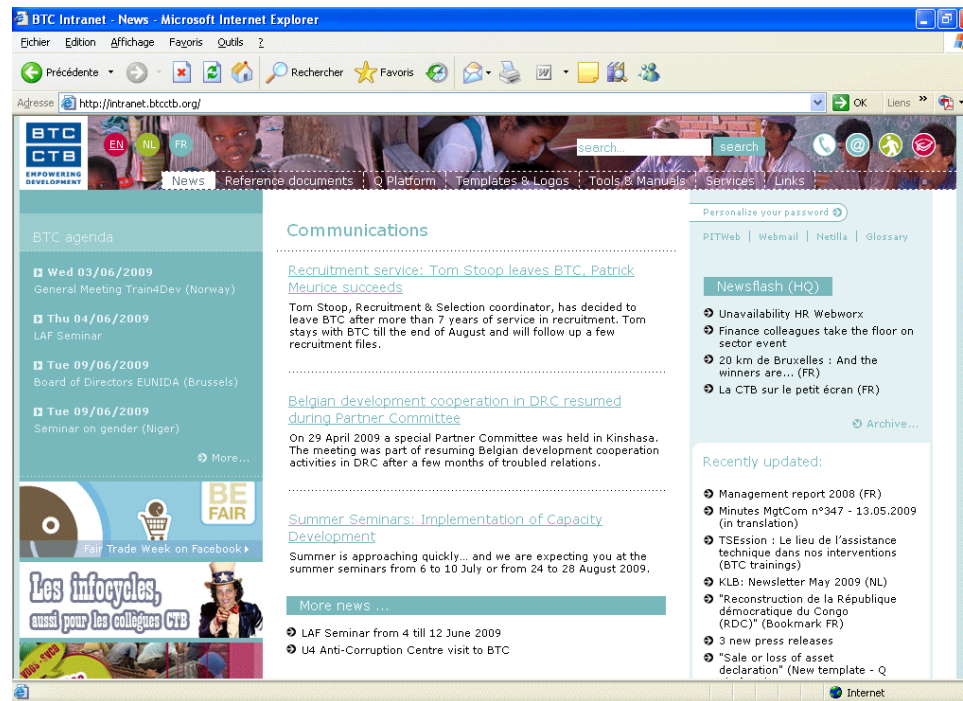 BTC Intranet - News - Microsoft Internet Explorer
Fichier Edition Affichage Favoris Outils ?
Précédente Rechercher Favoris
Adresse http://intranet.btcctb.org/ OK Liens »
BTC
CTB
EMPOWERING
DEVELOPMENT
EN NL FR
search... search
News Reference documents Q Platform Templates & Logos Tools & Manuals Services Links
BTC agenda
Wed 03/06/2009
General Meeting Train4Dev (Norway)
Thu 04/06/2009
LAF Seminar
Tue 09/06/2009
Board of Directors EUNIDA (Brussels)
Tue 09/06/2009
Seminar on gender (Niger)
More...
BE
FAIR
Fair Trade Week on Facebook
Les infocycles,
aussi pour les collègues CTB
VDOS-SVCD
Communications
Recruitment service: Tom Stoop leaves BTC, Patrick
Meurice succeeds
Tom Stoop, Recruitment & Selection coordinator, has decided to
leave BTC after more than 7 years of service in recruitment. Tom
stays with BTC till the end of August and will follow up a few
recruitment files.
Belgian development cooperation in DRC resumed
during Partner Committee
On 29 April 2009 a special Partner Committee was held in Kinshasa.
The meeting was part of resuming Belgian development cooperation
activities in DRC after a few months of troubled relations.
Summer Seminars: Implementation of Capacity
Development
Summer is approaching quickly... and we are expecting you at the
summer seminars from 6 to 10 July or from 24 to 28 August 2009.
More news ...
LAF Seminar from 4 till 12 June 2009
U4 Anti-Corruption Centre visit to BTC
Personalize your password
PITWeb | Webmail | Netilla | Glossary
Newsflash (HQ)
Unavailability HR Webworx
Finance colleagues take the floor on
sector event
20 km de Bruxelles : And the
winners are... (FR)
La CTB sur le petit écran (FR)
Archive...
Recently updated:
Management report 2008 (FR)
Minutes MgtCom n°347 - 13.05.2009
(in translation)
TSEssion : Le lieu de l'assistance
technique dans nos interventions
(BTC trainings)
KLB: Newsletter May 2009 (NL)
"Reconstruction de la République
démocratique du Congo
(RDC)" (Bookmark FR)
3 new press releases
"Sale or loss of asset
declaration" (New template - Q
Internet